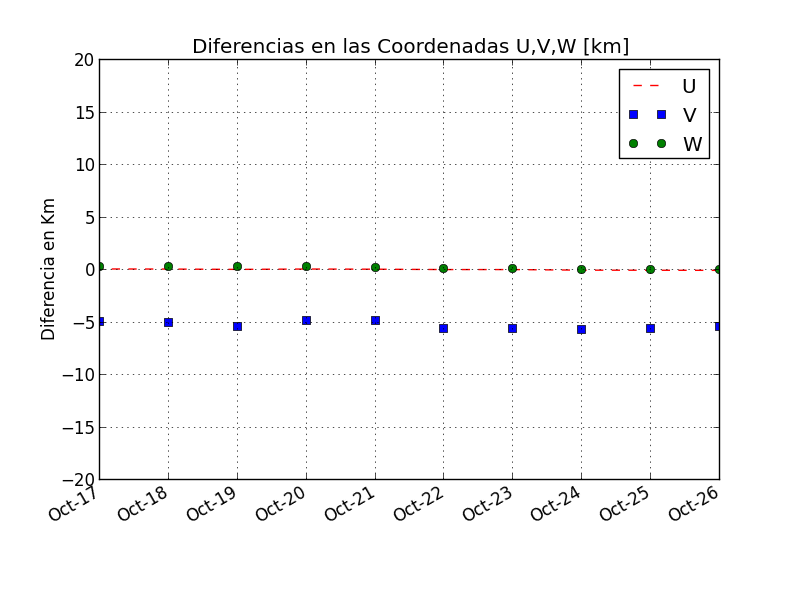 Diferencias en las Coordenadas U,V,W [km]
U
V
W
Diferencia en Km
20
15
10
5
0
−5
−10
−15
−20
Oct-17 Oct-18 Oct-19 Oct-20 Oct-21 Oct-22 Oct-23 Oct-24 Oct-25 Oct-26